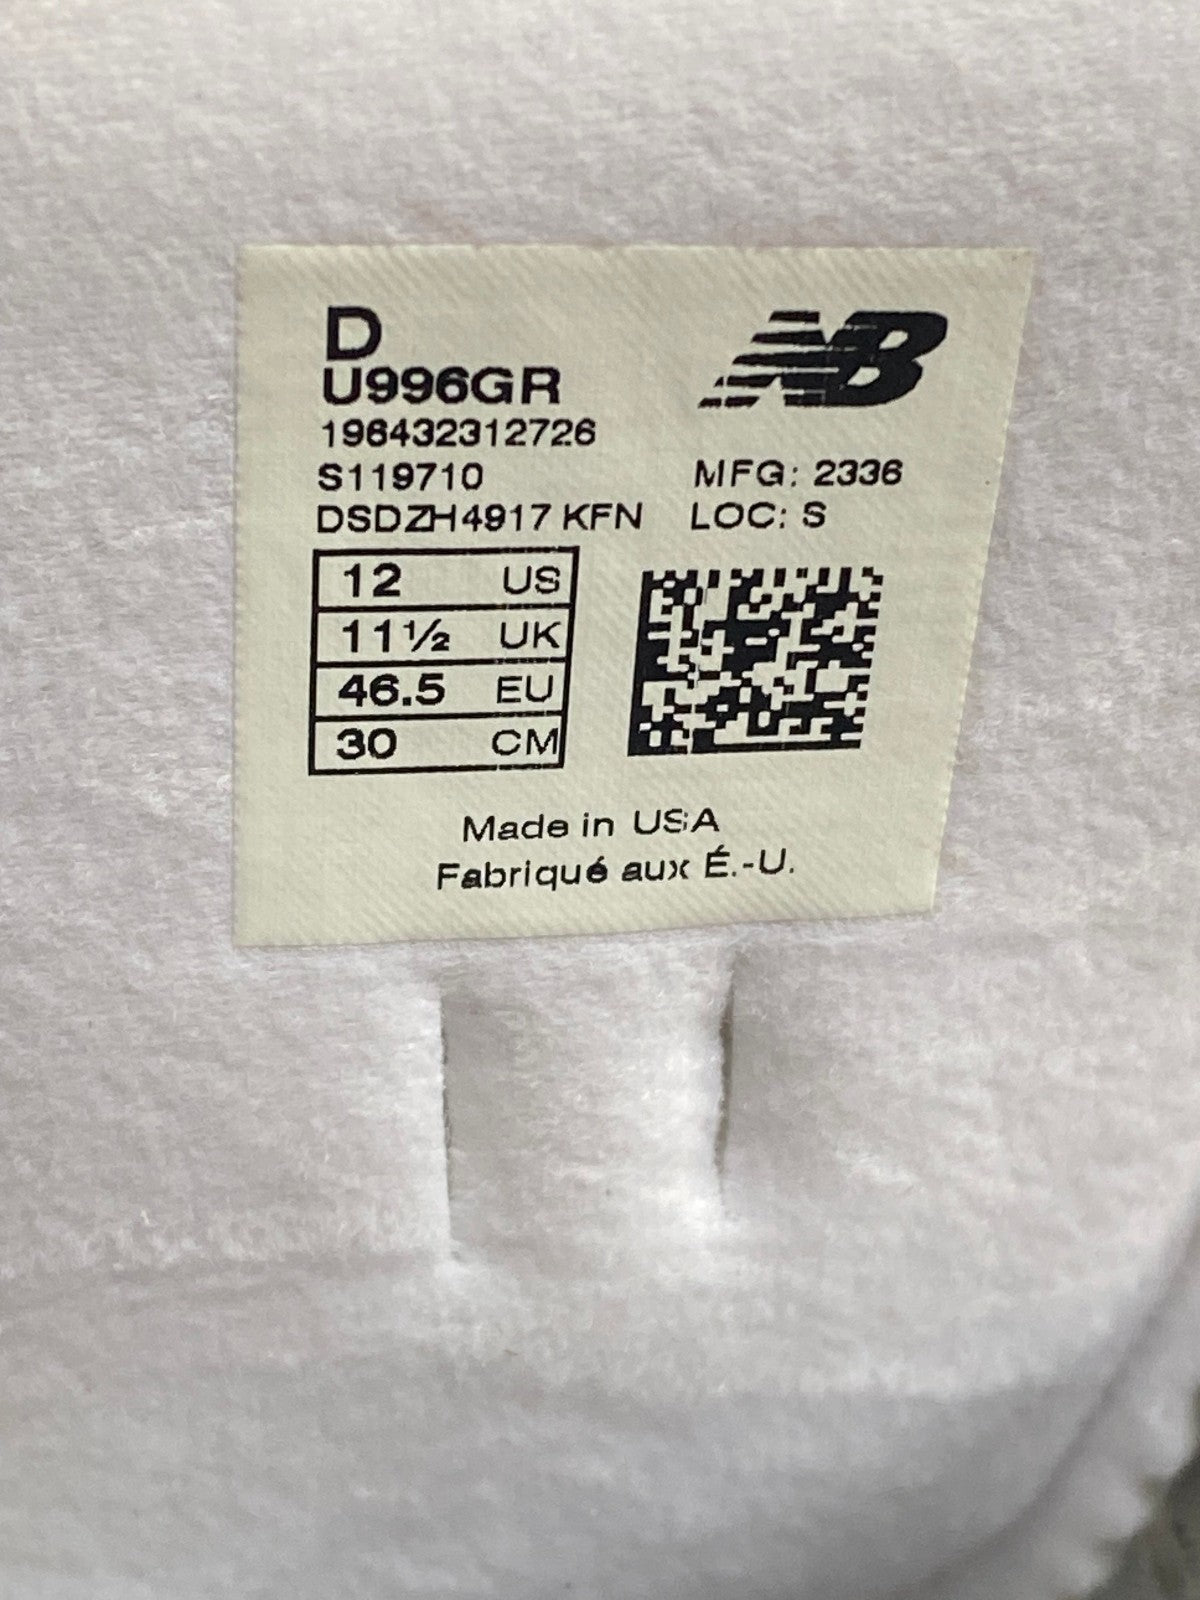 D
NB
U996GR
196432312726
S119710
MFG: 2336
DSDZH4917 KFN
LOC: S
12 US
11½ UK
46.5 EU
30 CM
Made in USA
Fabriqué aux É.-U.